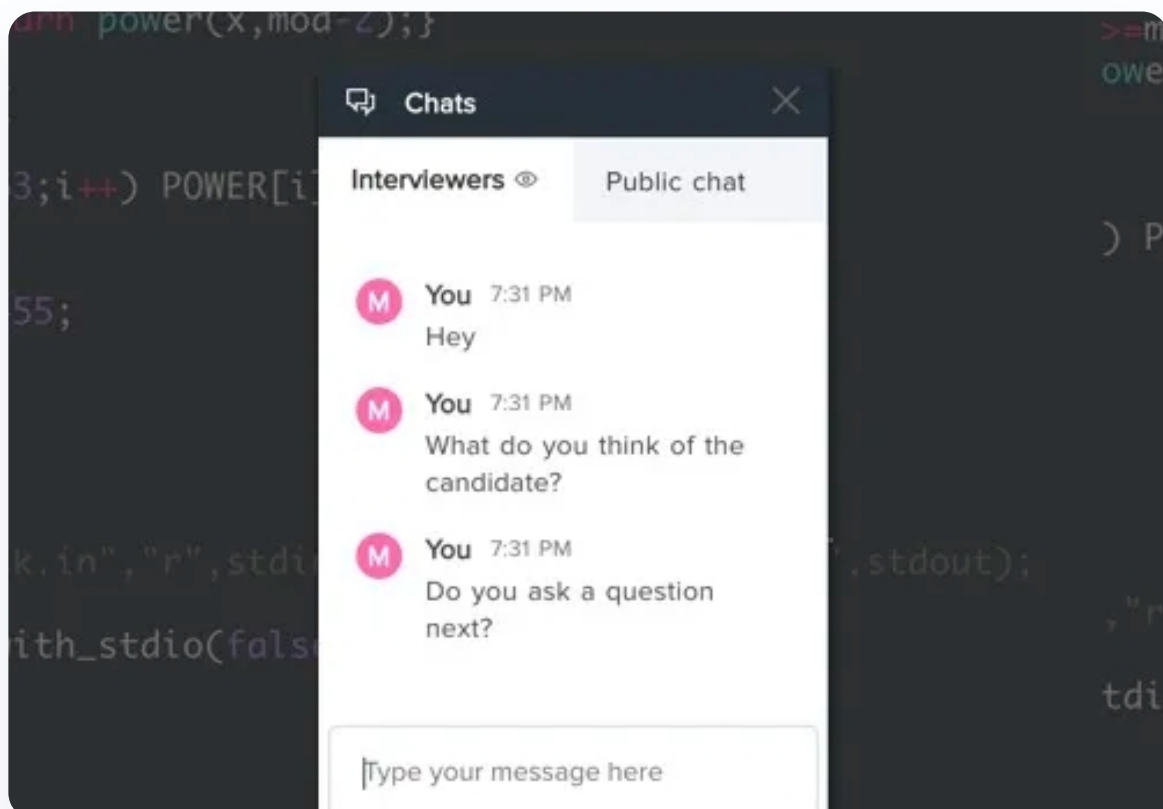 urn power(x,mod-2);}
>=m
owe
Chats
Interviewers
Public chat
3;i++) POWER[i]
) P
You 7:31 PM
Hey
55;
You 7:31 PM
What do you think of the
candidate?
You 7:31 PM
k.in","r",stdi
,stdout);
Do you ask a question
next?
,"r
ith_stdio(false
tdi
Type your message here
M
M
M